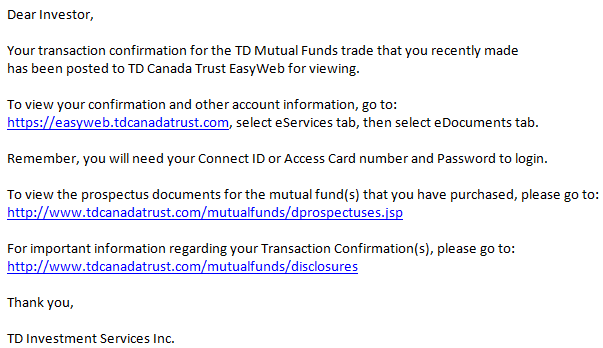 Dear Investor,
Your transaction confirmation for the TD Mutual Funds trade that you recently made
has been posted to TD Canada Trust EasyWeb for viewing.
To view your confirmation and other account information, go to:
https://easyweb.tdcanadatrust.com, select eServices tab, then select eDocuments tab.
Remember, you will need your Connect ID or Access Card number and Password to login.
To view the prospectus documents for the mutual fund(s) that you have purchased, please go to:
http://www.tdcanadatrust.com/mutualfunds/dprospectuses.jsp
For important information regarding your Transaction Confirmation(s), please go to:
http://www.tdcanadatrust.com/mutualfunds/disclosures
Thank you,
TD Investment Services Inc.